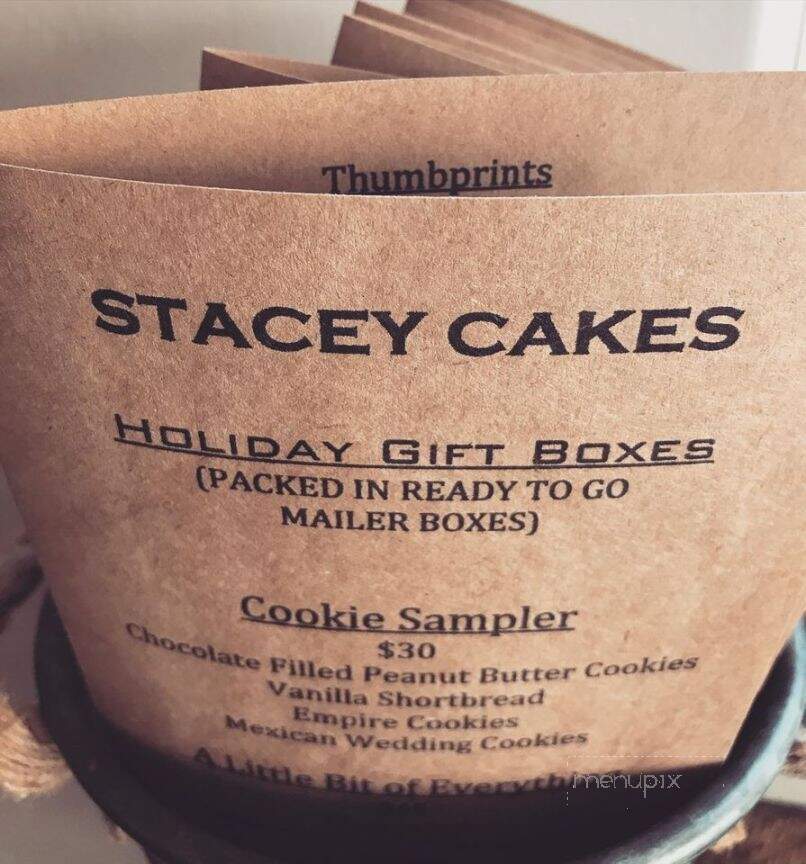 Thumbprints
STACEY CAKES
HOLIDAY GIFT BOXES
(PACKED IN READY TO GO
MAILER BOXES)
Cookie Sampler
$30
Chocolate Filled Peanut Butter Cookies
Vanilla Shortbread
Empire Cookies
Mexican Wedding Cookies
A Little Bit of
menupix